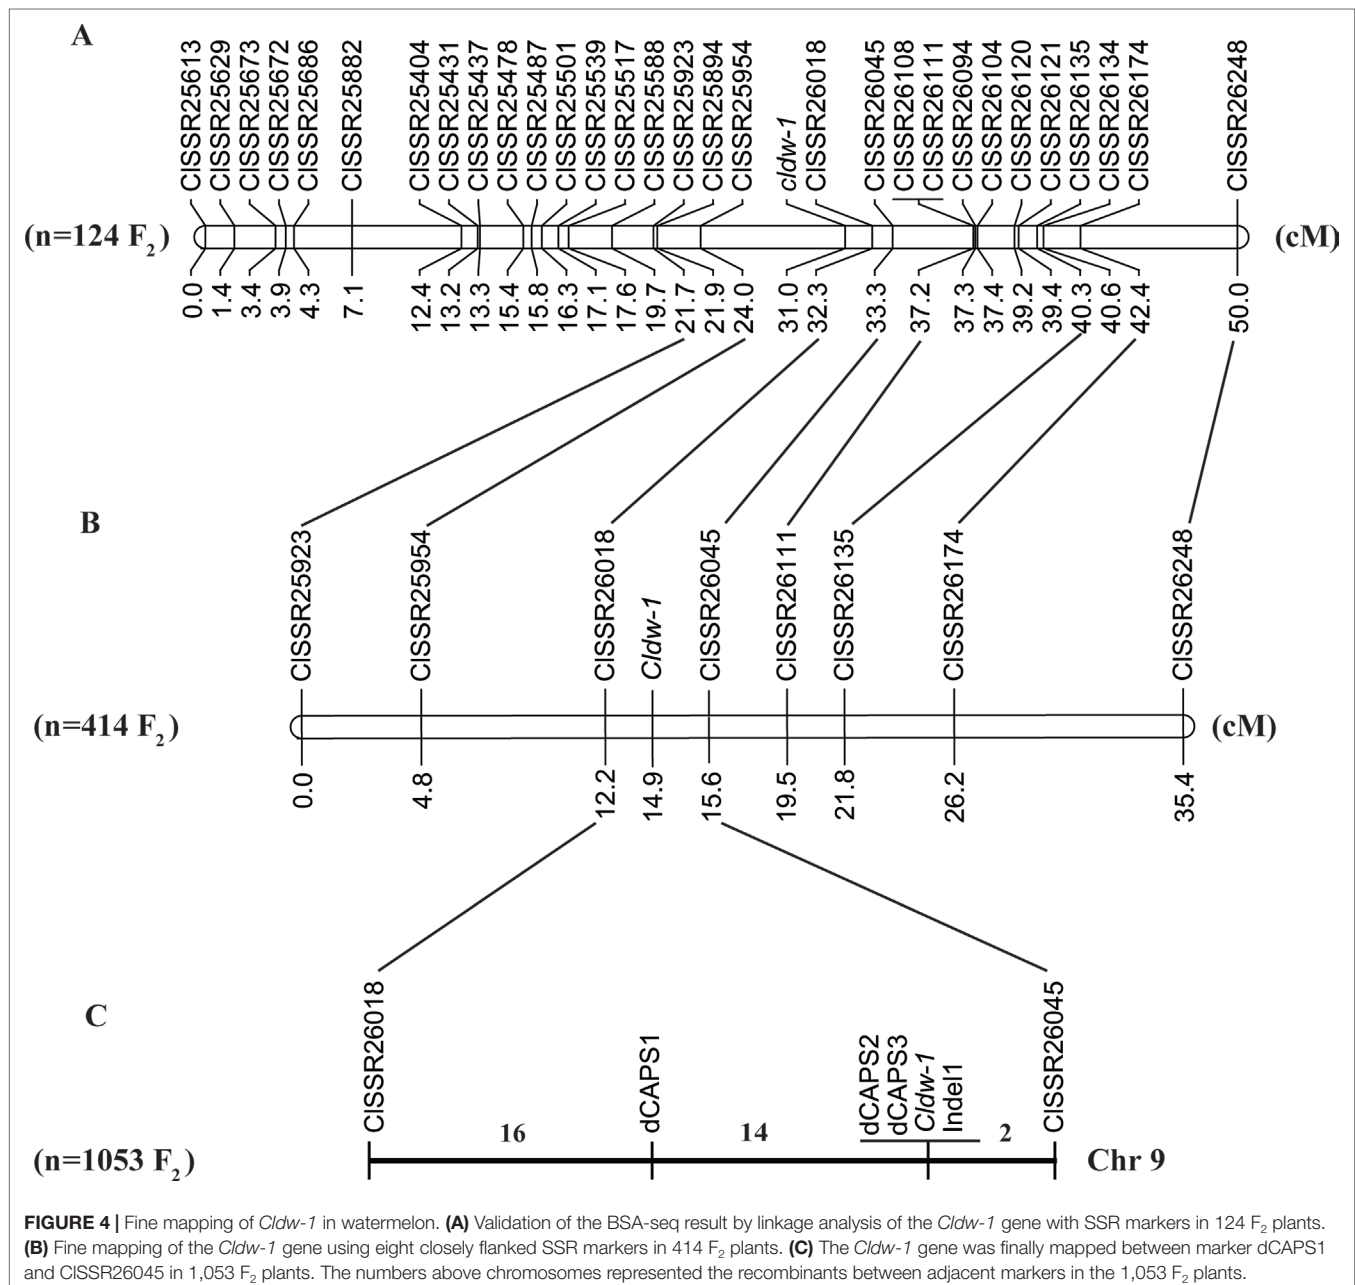 A
ClSSR25613
ClSSR25629
ClSSR25673
ClSSR25672
ClSSR25686
ClSSR25882
ClSSR25404
ClSSR25431
ClSSR25437
ClSSR25478
ClSSR25487
ClSSR25501
ClSSR25539
ClSSR25517
ClSSR25588
ClSSR25923
ClSSR25894
ClSSR25954
cldw-1
ClSSR26018
ClSSR26045
ClSSR26108
ClSSR26111
ClSSR26094
ClSSR26104
ClSSR26120
ClSSR26121
ClSSR26135
ClSSR26134
ClSSR26174
ClSSR26248
(n=124 F2)
(cM)
0.0
1.4
3.4
3.9
4.3
7.1
12.4
13.2
13.3
15.4
15.8
16.3
17.1
17.6
19.7
21.7
21.9
24.0
31.0
32.3
33.3
37.2
37.3
37.4
39.2
39.4
40.3
40.6
42.4
50.0
B
ClSSR25923
ClSSR25954
ClSSR26018
Cldw-1
ClSSR26045
ClSSR26111
ClSSR26135
ClSSR26174
ClSSR26248
(n=414 F2)
(cM)
0.0
4.8
12.2
14.9
15.6
19.5
21.8
26.2
35.4
C
ClSSR26018
dCAPS1
dCAPS2
dCAPS3
Cldw-1
Indel1
ClSSR26045
16
14
2
(n=1053 F2)
Chr 9
FIGURE 4 | Fine mapping of Cldw-1 in watermelon. (A) Validation of the BSA-seq result by linkage analysis of the Cldw-1 gene with SSR markers in 124 F2 plants.
(B) Fine mapping of the Cldw-1 gene using eight closely flanked SSR markers in 414 F2 plants. (C) The Cldw-1 gene was finally mapped between marker dCAPS1
and ClSSR26045 in 1,053 F2 plants. The numbers above chromosomes represented the recombinants between adjacent markers in the 1,053 F2 plants.